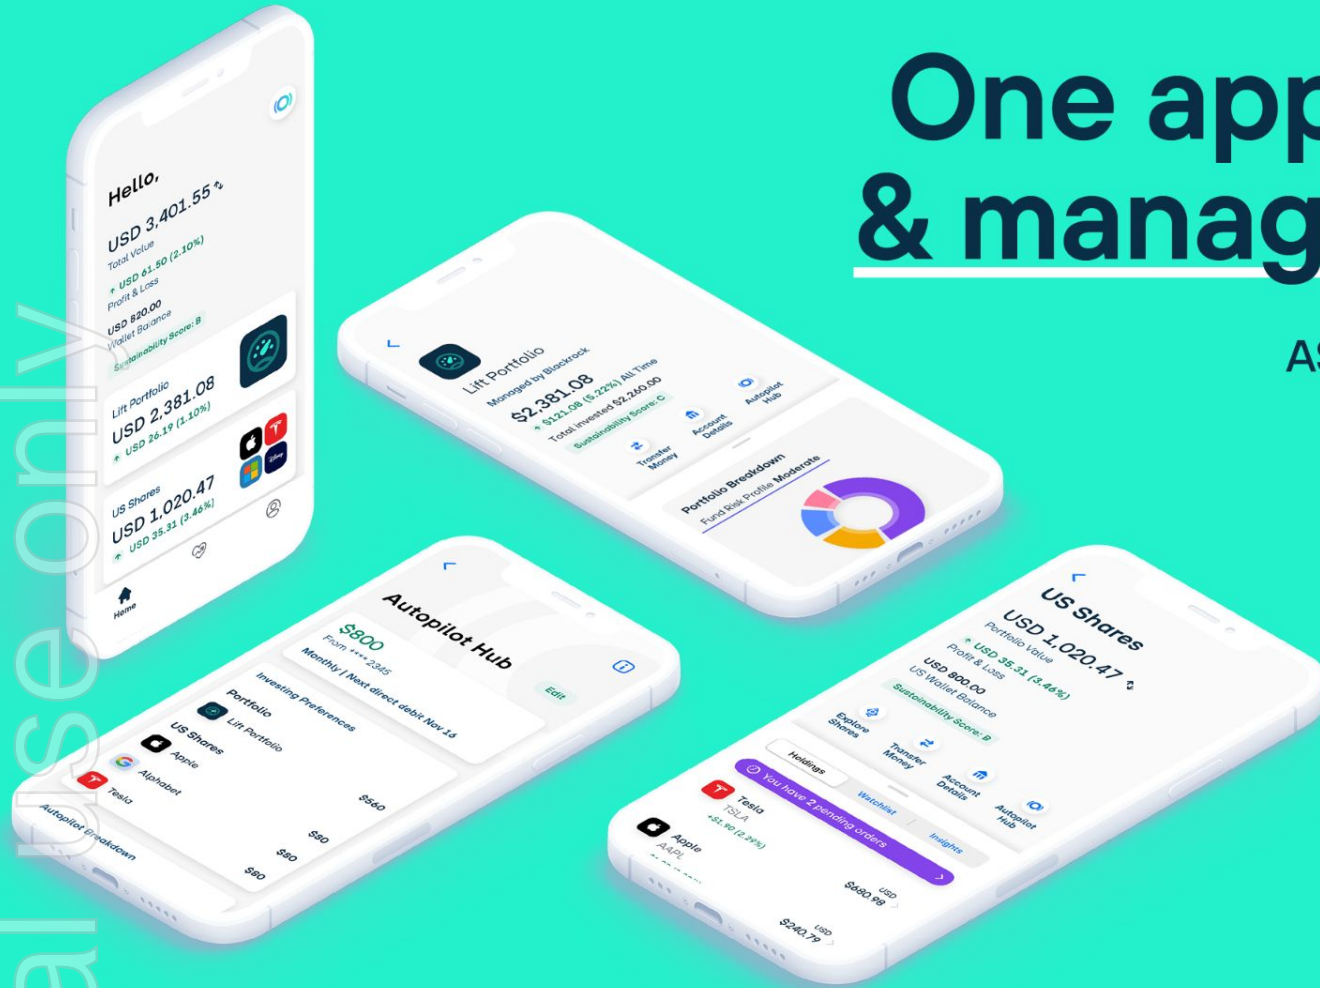 One app
& manag
AS
Hello,
USD 3,401.55
Total Value
USD 61.50 (2.10%)
Profit & Loss
USD 820.00
Wallet Balance
Sustainability Score: B
Lift Portfolio
USD 2,381.08
USD 26.19 (1.10%)
US Shares
USD 1,020.47
USD 35.31 (3.46%)
Home
Lift Portfolio
Managed by Blackrock
$2,381.08
$121.08 (5.22%) All Time
Total invested $2,260.00
Sustainability Score: C
Transfer Money
Account Details
Autopilot Hub
Portfolio Breakdown
Fund Risk Profile Moderate
Autopilot Hub
$800
From **** 2345
Edit
Monthly | Next direct debit Nov 16
Investing Preferences
Portfolio
Lift Portfolio
$560
US Shares
Apple
$80
Alphabet
$80
Tesla
$80
Autopilot Breakdown
US Shares
USD 1,020.47
Portfolio Value
USD 35.31 (3.46%)
Profit & Loss
USD 800.00
US Wallet Balance
Sustainability Score: B
Explore Shares
Transfer Money
Account Details
Autopilot Hub
Holdings
Watchlist
Insights
You have 2 pending orders
Tesla
TSLA
+$1.90 (2.29%)
USD
$680.98
Apple
AAPL
USD
$240.79
al use only